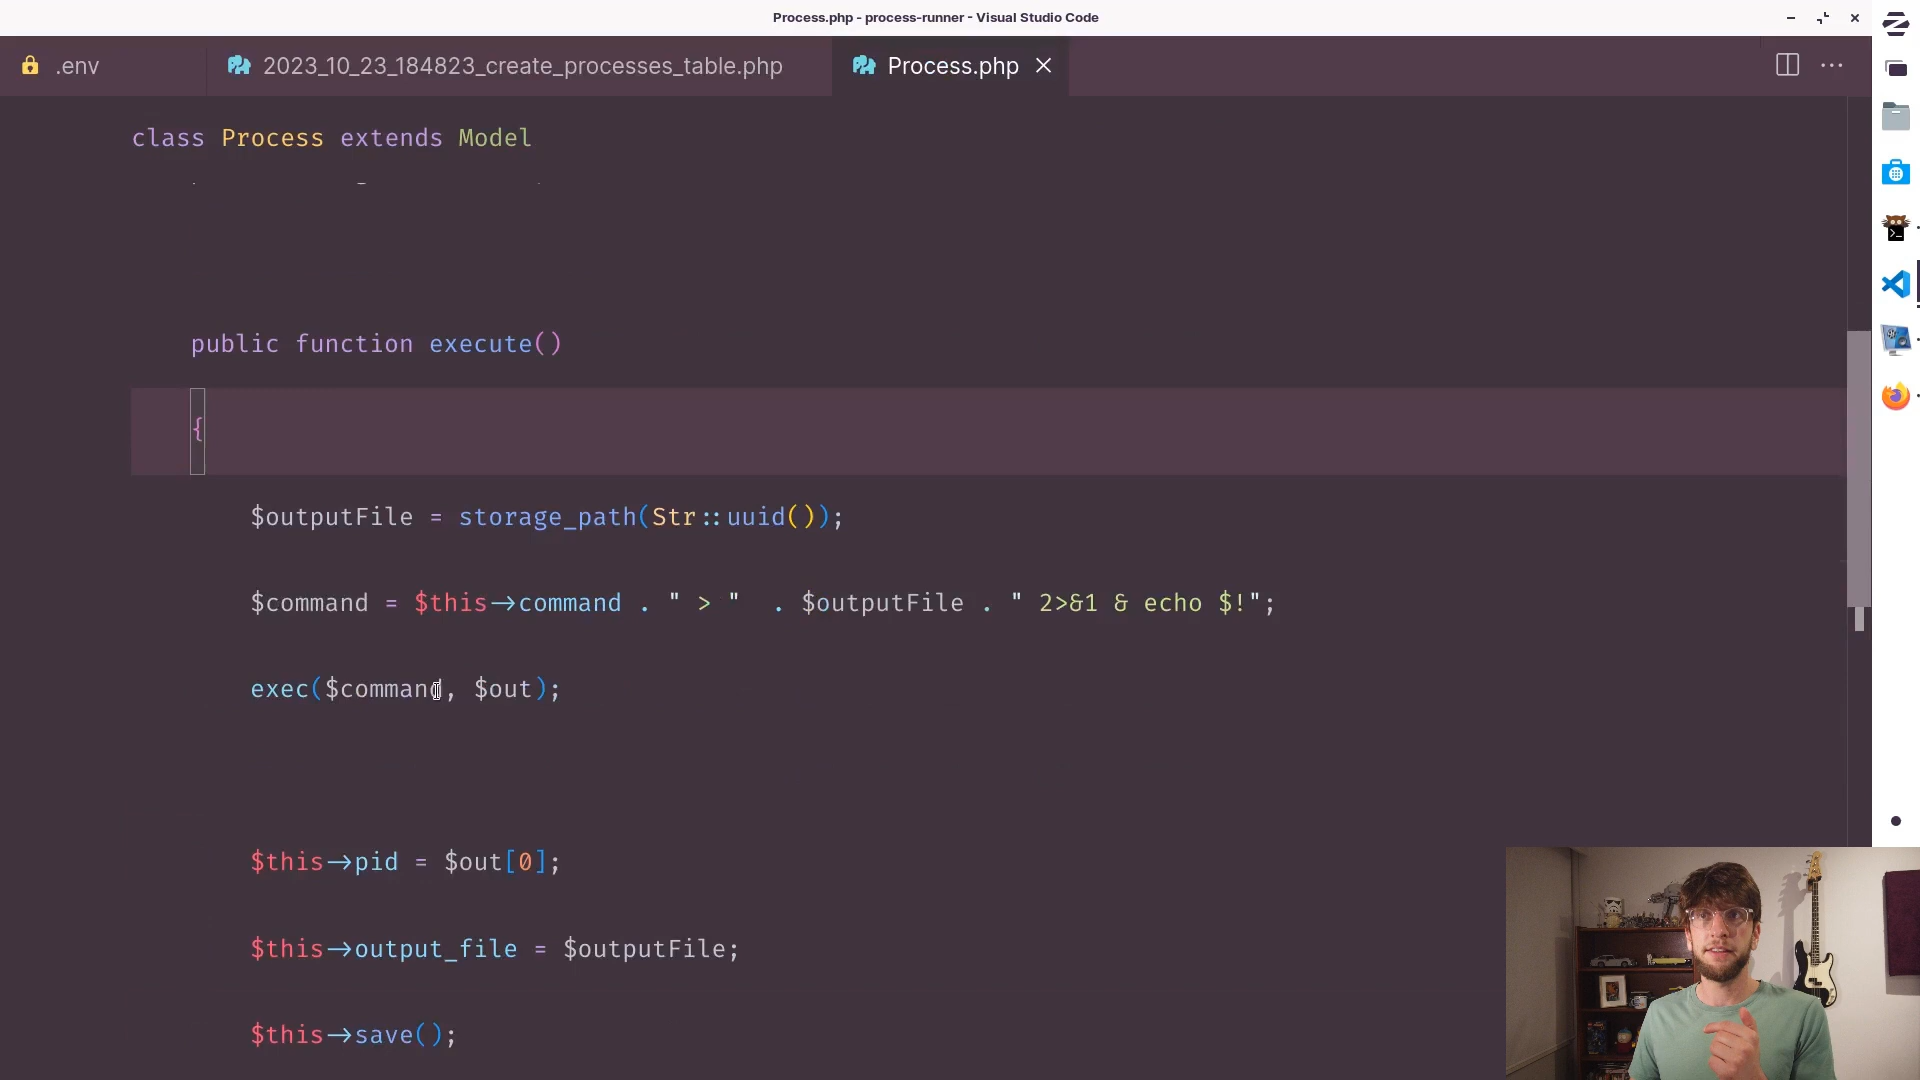 Process.php - process-runner - Visual Studio Code
.env
2023_10_23_184823_create_processes_table.php
Process.php
class Process extends Model
public function execute()
{
$outputFile = storage_path(Str::uuid());
$command = $this->command . " > "  . $outputFile . " 2>&1 & echo $!";
exec($command, $out);
$this->pid = $out[0];
$this->output_file = $outputFile;
$this->save();